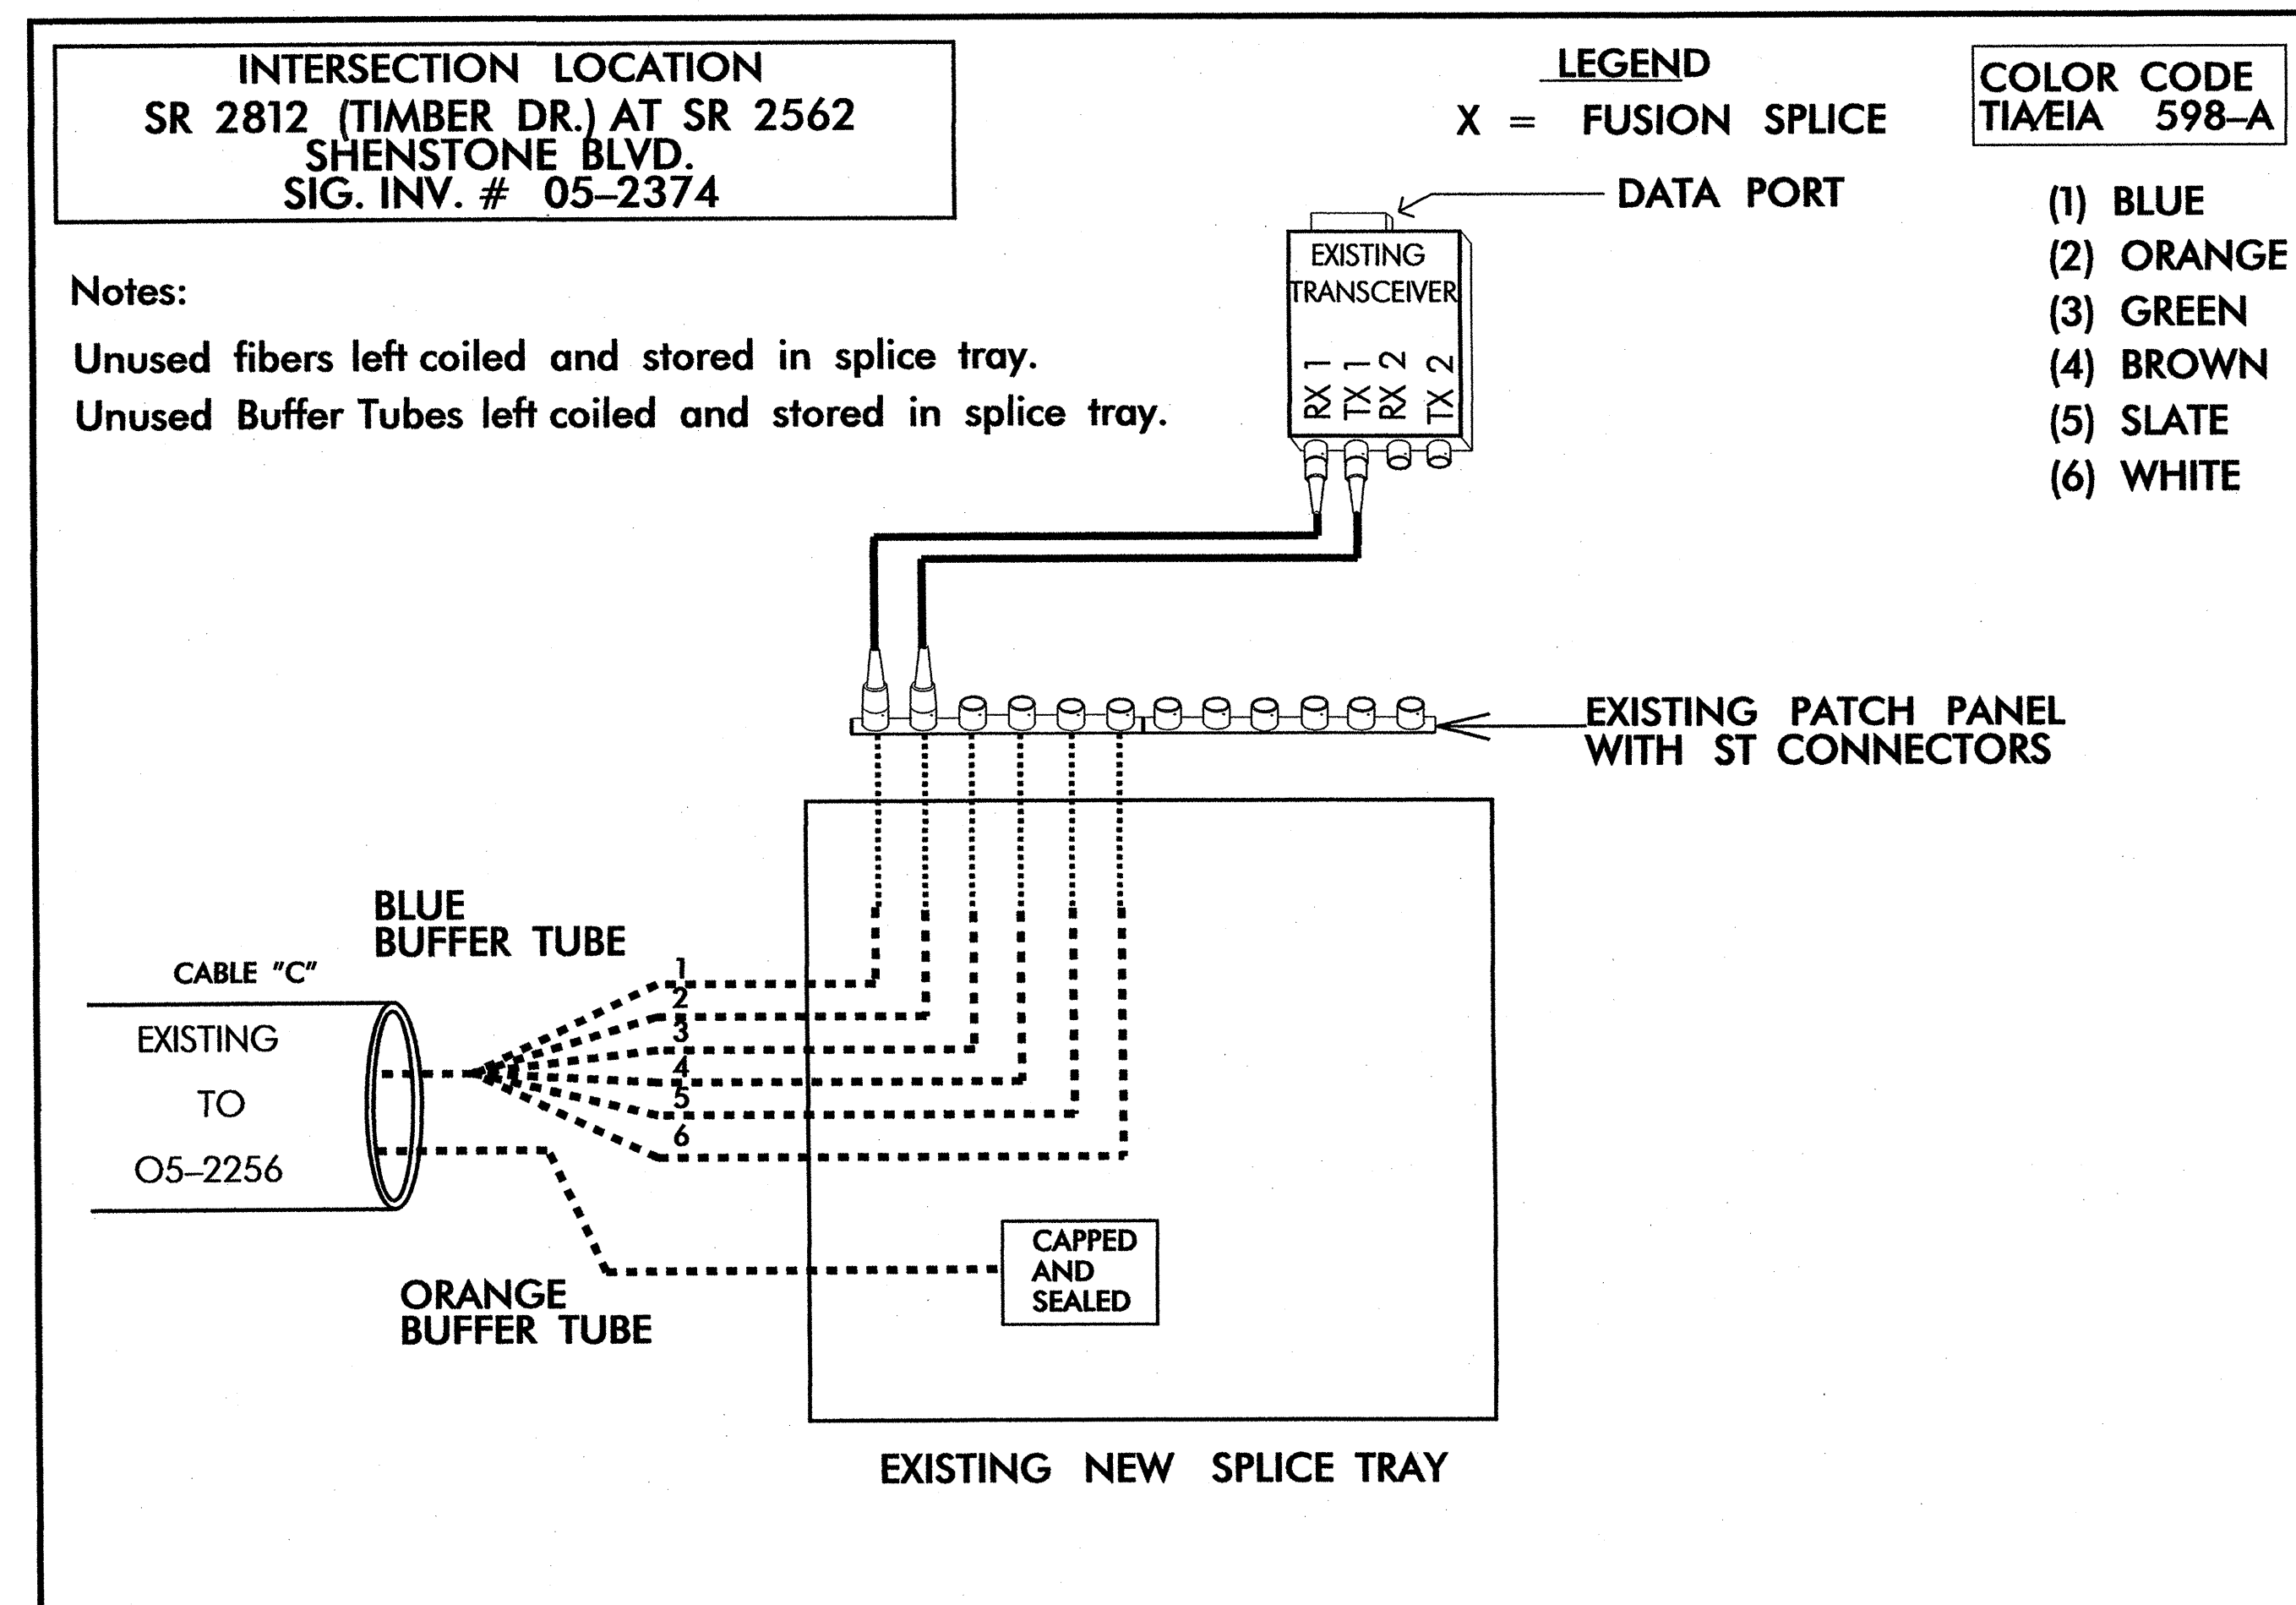 INTERSECTION LOCATION
SR 2812 (TIMBER DR.) AT SR 2562
SHENSTONE BLVD.
SIG. INV. # 05-2374
LEGEND
X = FUSION SPLICE
DATA PORT
COLOR CODE
TIA/EIA 598-A
(1) BLUE
(2) ORANGE
(3) GREEN
(4) BROWN
(5) SLATE
(6) WHITE
Notes:
Unused fibers left coiled and stored in splice tray.
Unused Buffer Tubes left coiled and stored in splice tray.
EXISTING
TRANSCEIVER
RX 1
TX 1
RX 2
TX 2
EXISTING PATCH PANEL
WITH ST CONNECTORS
BLUE
BUFFER TUBE
CABLE "C"
EXISTING
TO
O5-2256
1
2
3
4
5
6
ORANGE
BUFFER TUBE
CAPPED
AND
SEALED
EXISTING NEW SPLICE TRAY